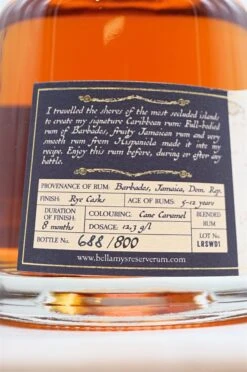 I travelled the shores of the most secluded islands
to create my signature Caribbean rum: Full-bodied
rum of Barbados, fruity Jamaican rum and very
smooth rum from Hispaniola made it into my
recipe. Enjoy this rum before, during or after any
battle.
PROVENANCE OF RUM: Barbados, Jamaica, Dom. Rep.
FINISH: Rye Casks AGE OF RUMS: 5-12 years
DURATION OF FINISH: 8 months COLOURING: Cane Caramel BLENDED RUM
DOSAGE: 12,3 g/l
BOTTLE No. 688/800 LOT No. LRSWD1
www.bellamysreserverum.com